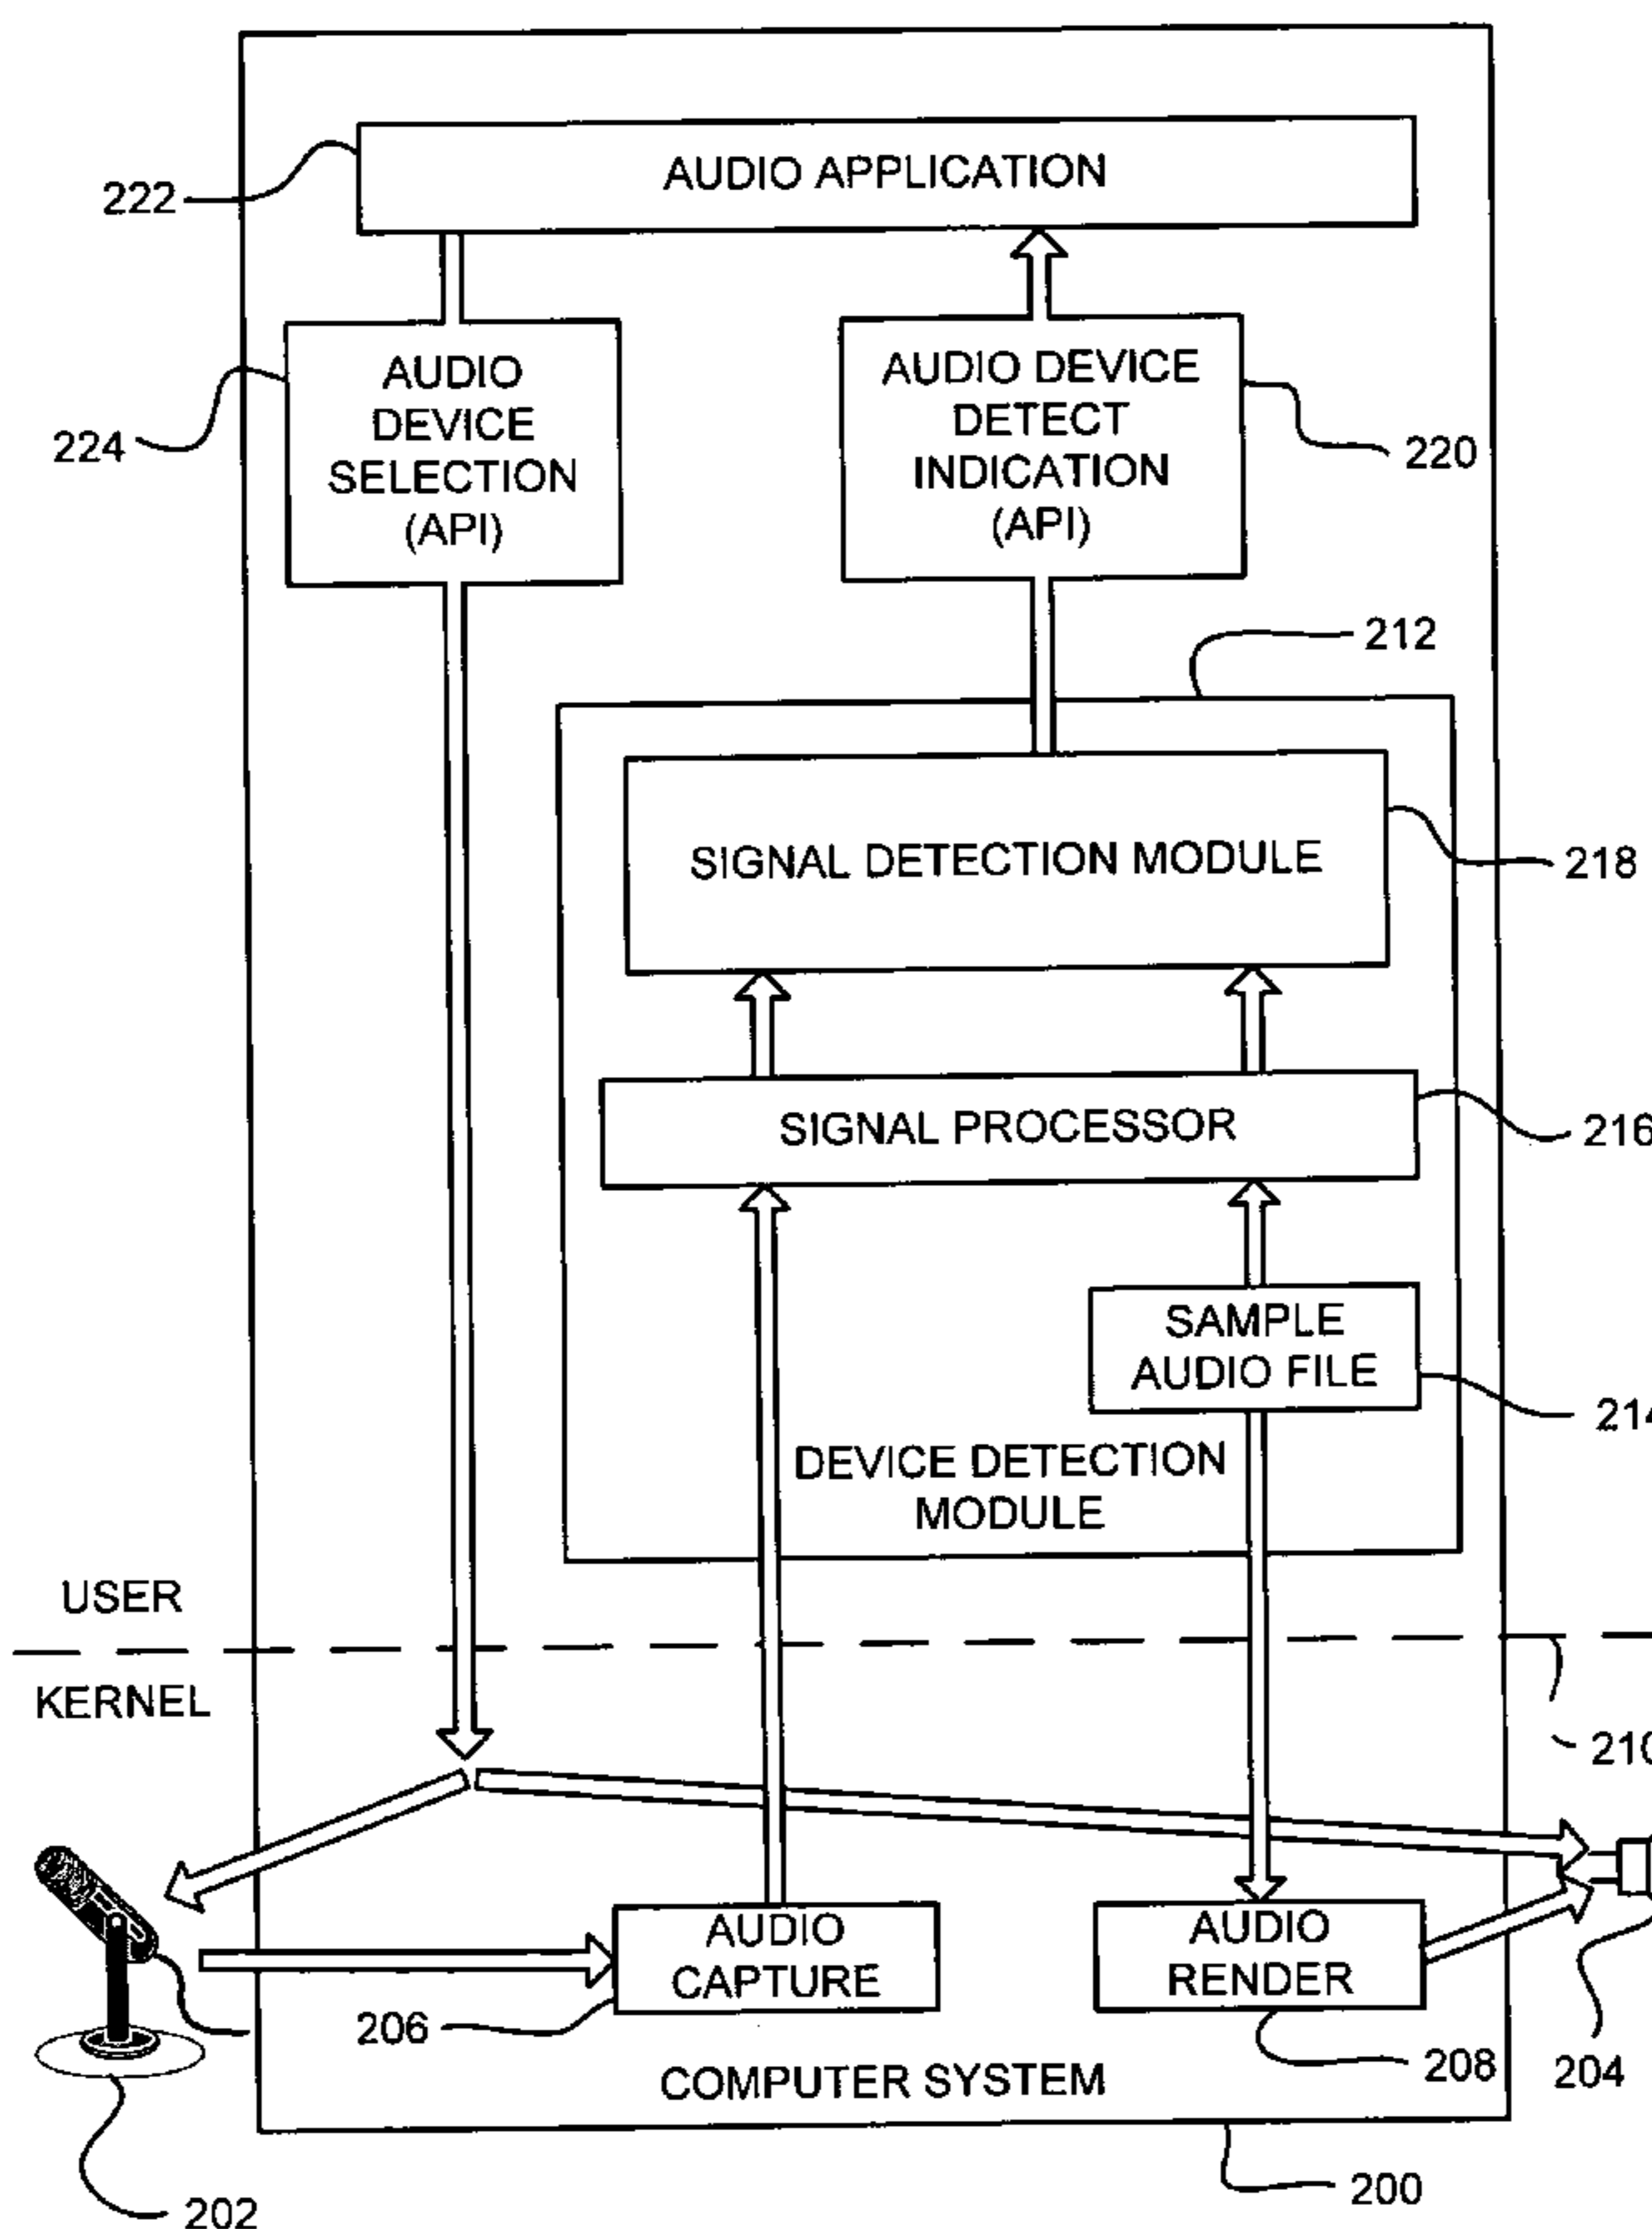 AUDIO APPLICATION
222
AUDIO
DEVICE
SELECTION
(API)
224
AUDIO DEVICE
DETECT
INDICATION
(API)
220
212
SIGNAL DETECTION MODULE
218
SIGNAL PROCESSOR
216
SAMPLE
AUDIO FILE
214
DEVICE DETECTION
MODULE
USER
KERNEL
210
AUDIO
CAPTURE
AUDIO
RENDER
206
208
204
COMPUTER SYSTEM
200
202